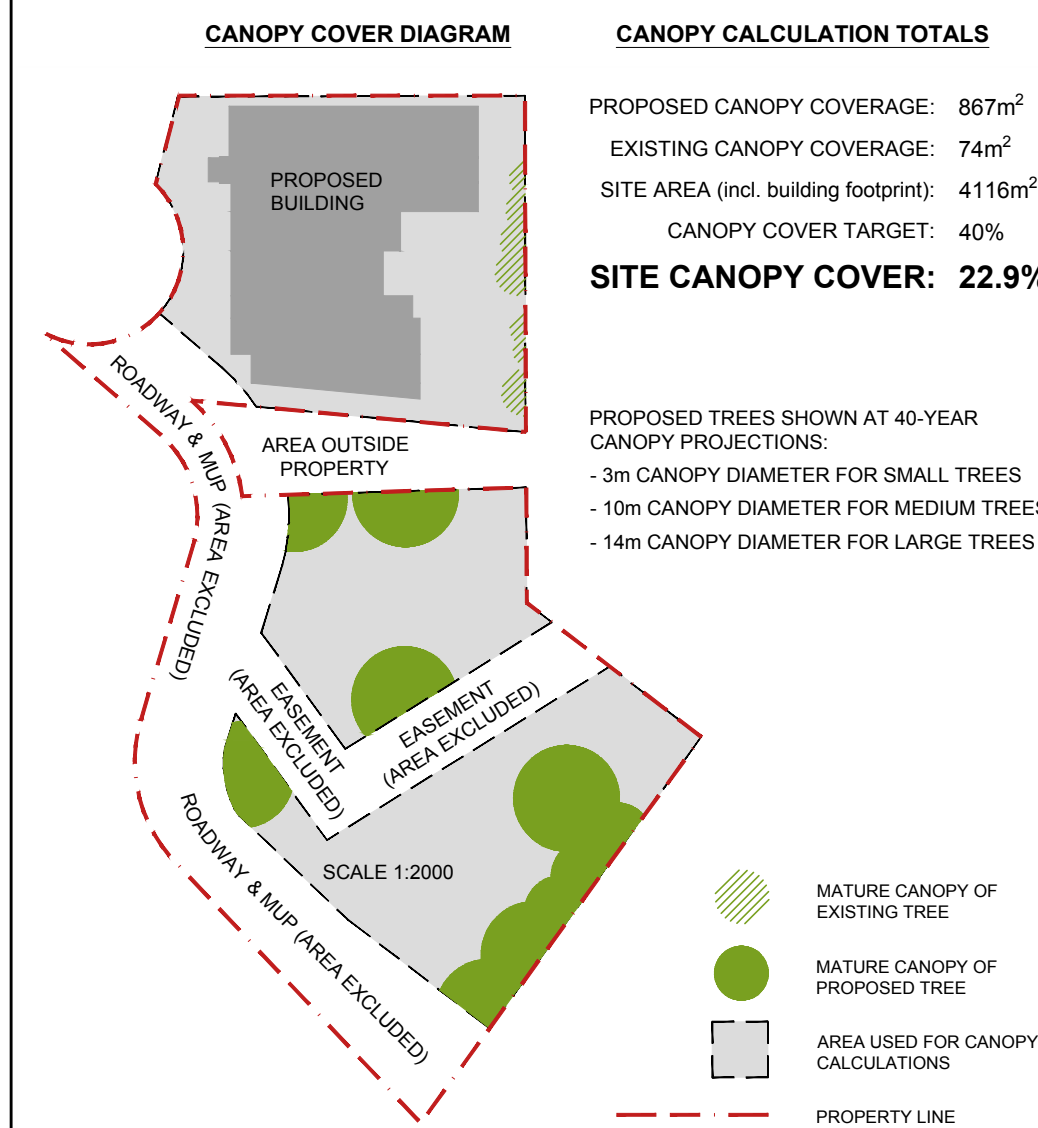 CANOPY COVER DIAGRAM
CANOPY CALCULATION TOTALS
PROPOSED CANOPY COVERAGE: 867m²
EXISTING CANOPY COVERAGE: 74m²
SITE AREA (incl. building footprint): 4116m²
CANOPY COVER TARGET: 40%
SITE CANOPY COVER: 22.9%
PROPOSED TREES SHOWN AT 40-YEAR
CANOPY PROJECTIONS:
- 3m CANOPY DIAMETER FOR SMALL TREES
- 10m CANOPY DIAMETER FOR MEDIUM TREES
- 14m CANOPY DIAMETER FOR LARGE TREES
PROPOSED
BUILDING
ROADWAY & MUP (AREA EXCLUDED)
AREA OUTSIDE
PROPERTY
EASEMENT
(AREA EXCLUDED)
EASEMENT
(AREA EXCLUDED)
ROADWAY & MUP (AREA EXCLUDED)
SCALE 1:2000
MATURE CANOPY OF
EXISTING TREE
MATURE CANOPY OF
PROPOSED TREE
AREA USED FOR CANOPY
CALCULATIONS
PROPERTY LINE